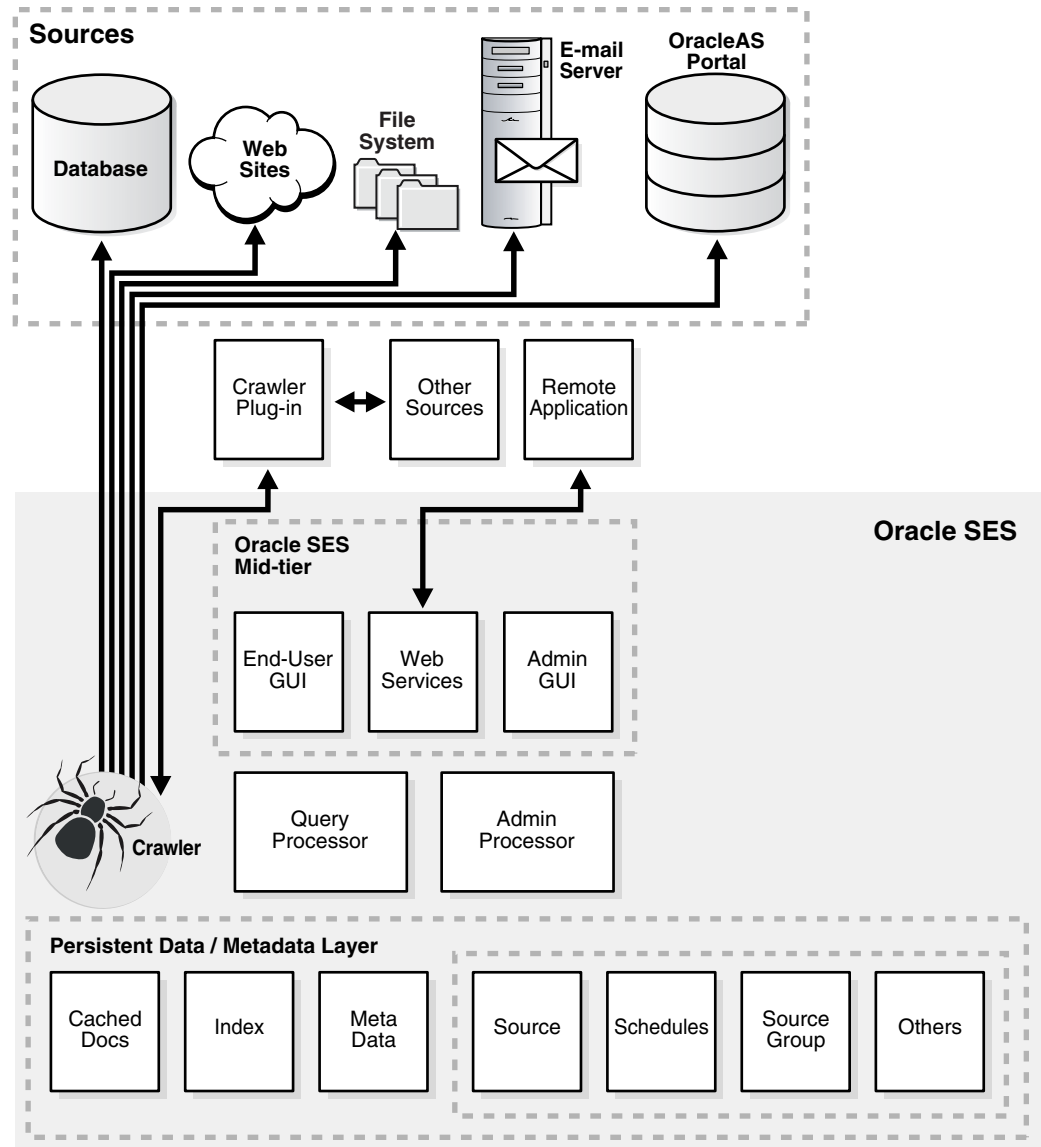 Sources
Database
Web
Sites
File
System
E-mail
Server
OracleAS
Portal
Crawler
Plug-in
Other
Sources
Remote
Application
Oracle SES
Oracle SES
Mid-tier
End-User
GUI
Web
Services
Admin
GUI
Crawler
Query
Processor
Admin
Processor
Persistent Data / Metadata Layer
Cached
Docs
Index
Meta
Data
Source
Schedules
Source
Group
Others